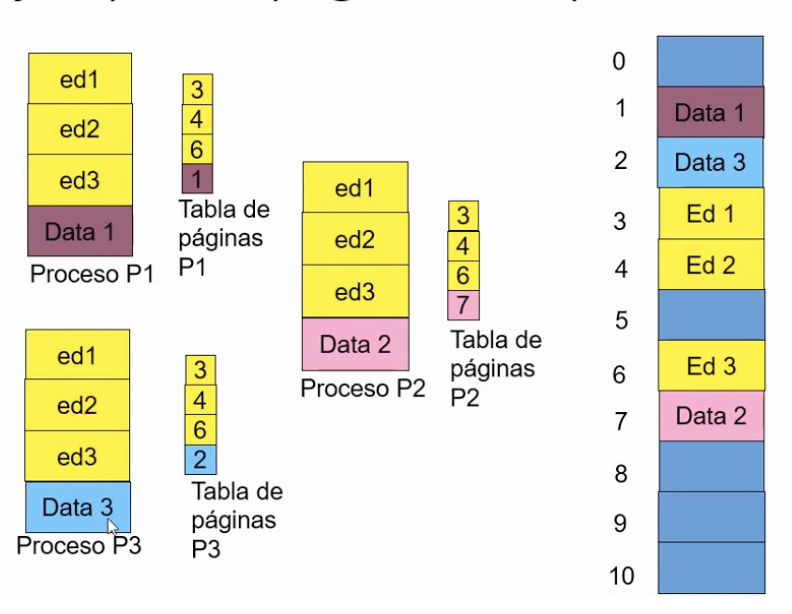 ed1
ed2
ed3
Data 1
Proceso P1
3
4
6
1
Tabla de
páginas
P1
ed1
ed2
ed3
Data 2
Proceso P2
3
4
6
7
Tabla de
páginas
P2
ed1
ed2
ed3
Data 3
Proceso P3
3
4
6
2
Tabla de
páginas
P3
0
1 Data 1
2 Data 3
3 Ed 1
4 Ed 2
5
6 Ed 3
7 Data 2
8
9
10